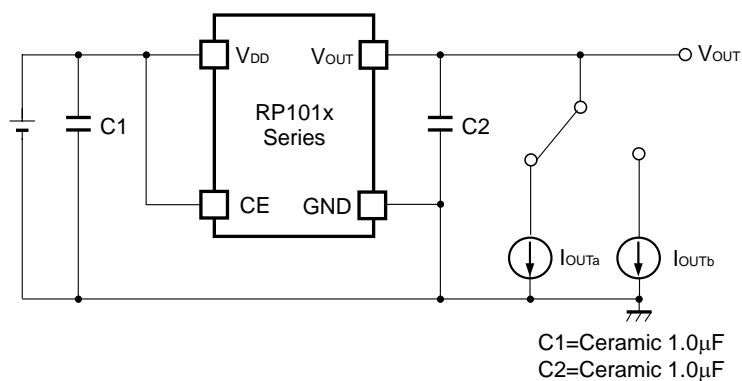 VDD
VOUT
VOUT
RP101x
Series
C1
C2
CE
GND
IOUTa
IOUTb
C1=Ceramic 1.0μF
C2=Ceramic 1.0μF